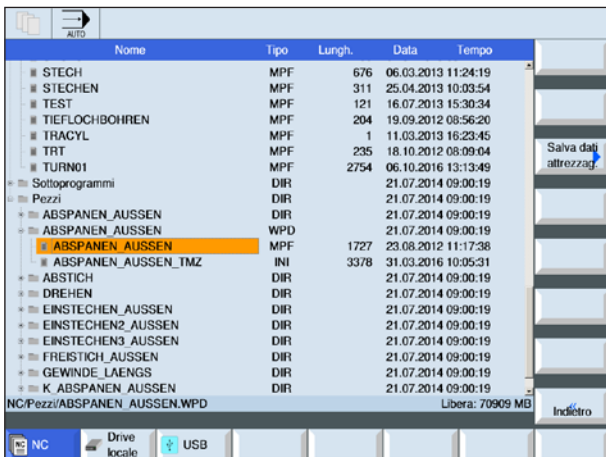 AUTO
Nome Tipo Lungh. Data Tempo
STECH MPF 676 06.03.2013 11:24:19
STECHEN MPF 311 25.04.2013 10:03:54
TEST MPF 121 16.07.2013 15:30:34
TIEFLOCHBOHREN MPF 204 19.09.2012 08:56:20
TRACYL MPF 1 11.03.2013 16:23:45
TRT MPF 235 18.10.2012 08:09:04
TURN01 MPF 2754 06.10.2016 13:13:49
Sottoprogrammi DIR 21.07.2014 09:00:19
Pezzi DIR 21.07.2014 09:00:19
ABSPANEN_AUSSEN DIR 21.07.2014 09:00:19
ABSPANEN_AUSSEN WPD 21.07.2014 09:00:19
ABSPANEN_AUSSEN MPF 1727 23.08.2012 11:17:38
ABSPANEN_AUSSEN_TMZ INI 3378 31.03.2016 10:05:31
ABSTICH DIR 21.07.2014 09:00:19
DREHEN DIR 21.07.2014 09:00:19
EINSTECHEN_AUSSEN DIR 21.07.2014 09:00:19
EINSTECHEN2_AUSSEN DIR 21.07.2014 09:00:19
EINSTECHEN3_AUSSEN DIR 21.07.2014 09:00:19
FREISTICH_AUSSEN DIR 21.07.2014 09:00:19
GEWINDE_LAENGS DIR 21.07.2014 09:00:19
K_ABSPANEN_AUSSEN DIR 21.07.2014 09:00:19
NC/Pezzi/ABSPANEN_AUSSEN.WPD Libera: 70909 MB
Salva dati
attrezzag.
Indietro
NC
Drive
locale
USB